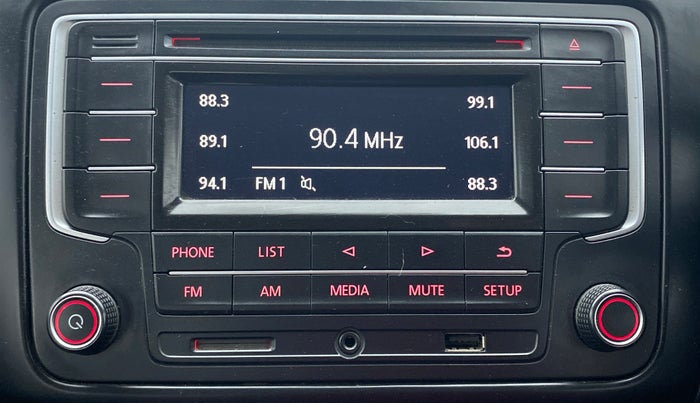 88.3 99.1
89.1 90.4 MHz 106.1
94.1 FM 1 88.3
PHONE LIST
FM AM MEDIA MUTE SETUP